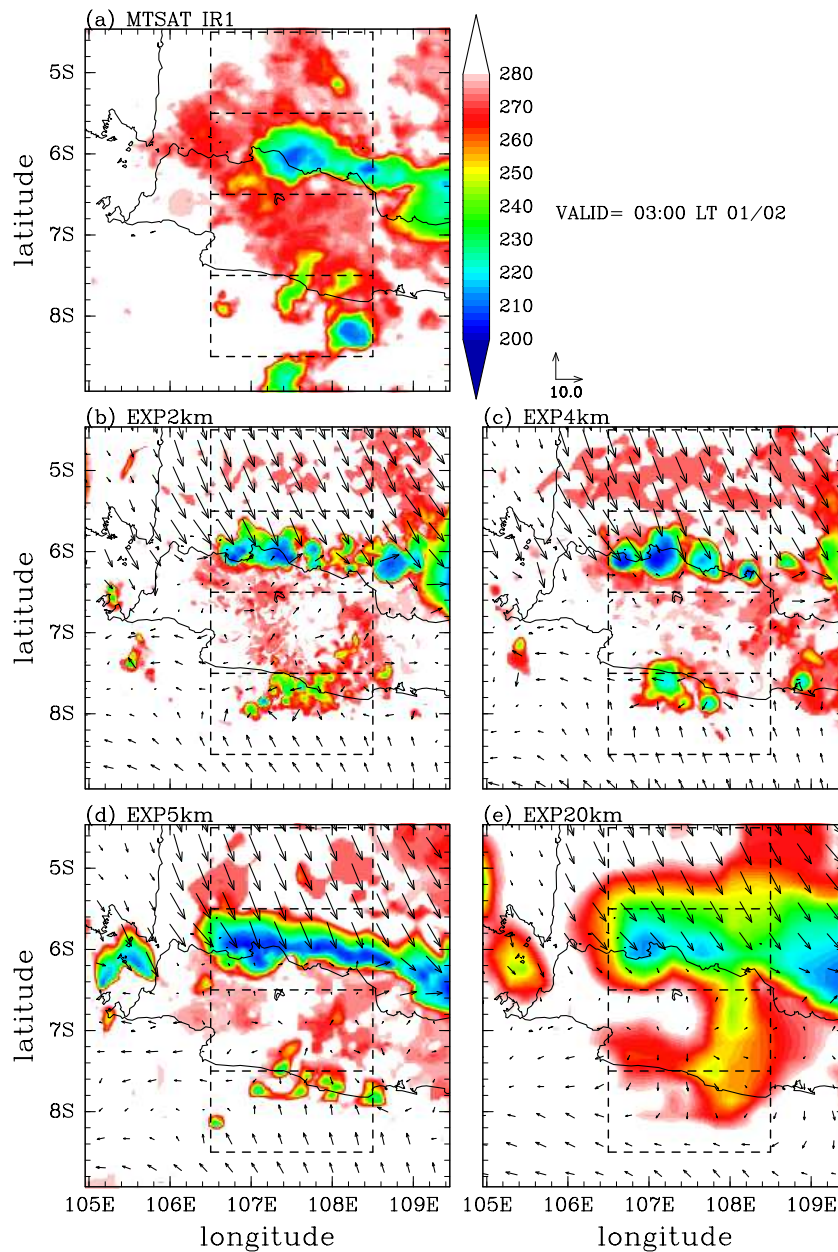 (a) MTSAT IR1
5S
6S
7S
8S
latitude
280
270
260
250
240
230
220
210
200
VALID= 03:00 LT 01/02
10.0
(b) EXP2km
(c) EXP4km
5S
6S
7S
8S
latitude
(d) EXP5km
(e) EXP20km
5S
6S
7S
8S
latitude
105E 106E 107E 108E 109E
105E 106E 107E 108E 109E
longitude
longitude